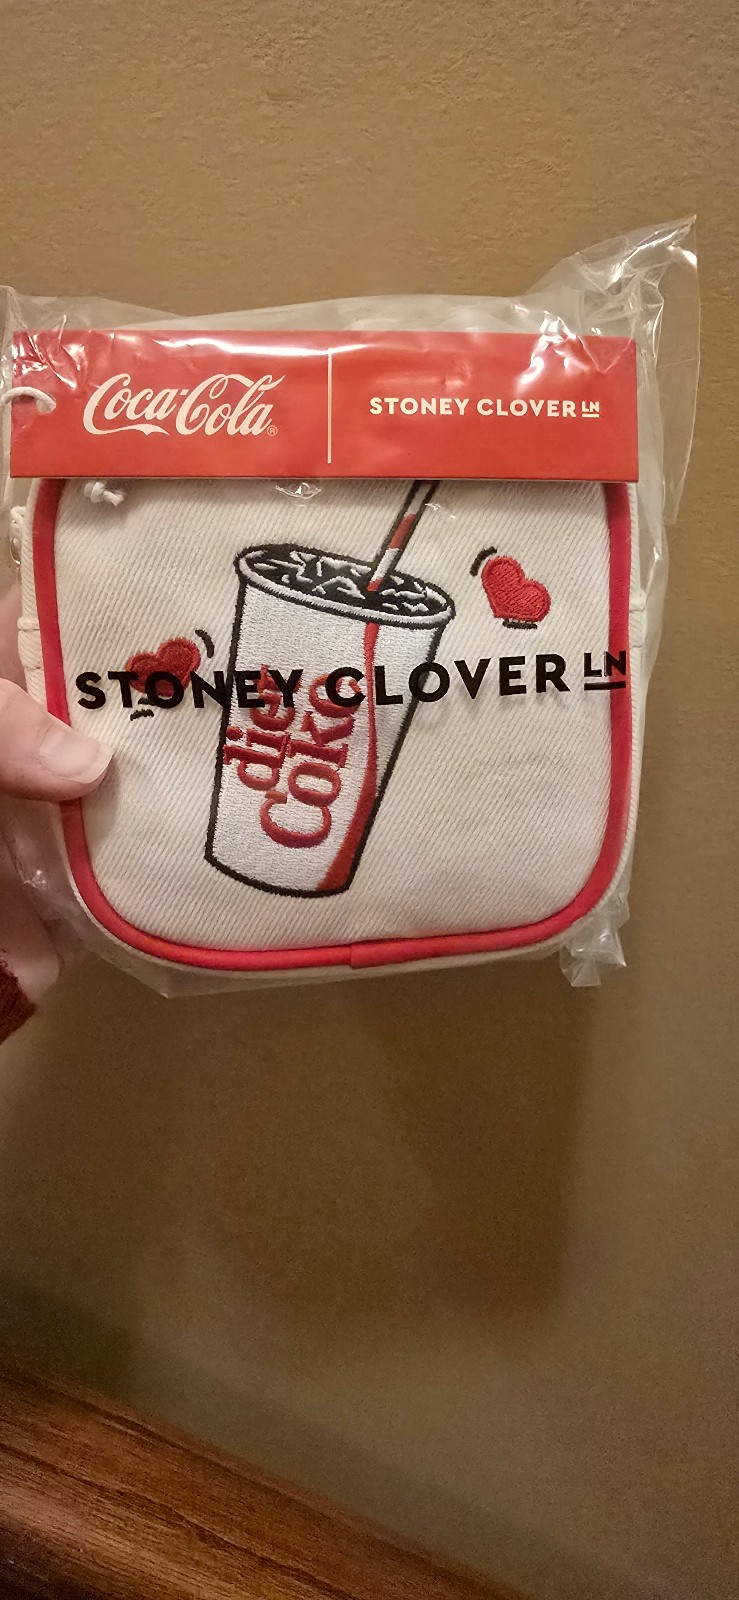 Coca-Cola®
STONEY CLOVER LN
STONEY CLOVER LN
diet
Coke